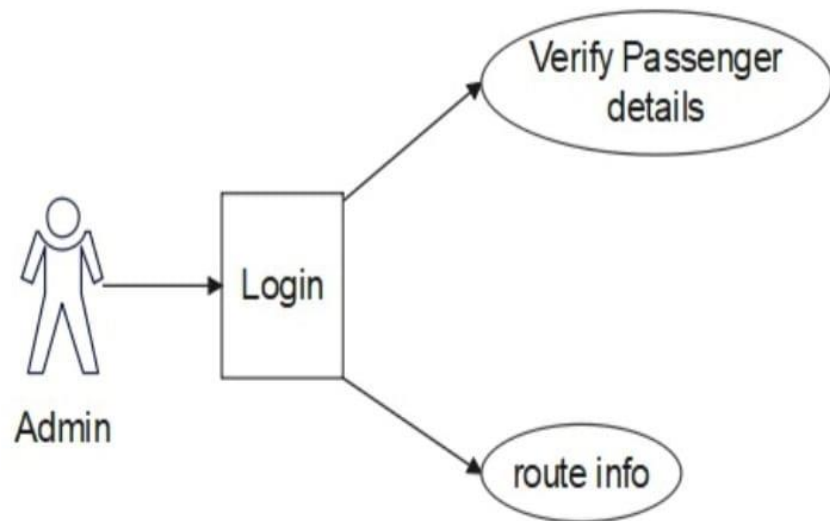 Verify Passenger
details
Login
Admin
route info